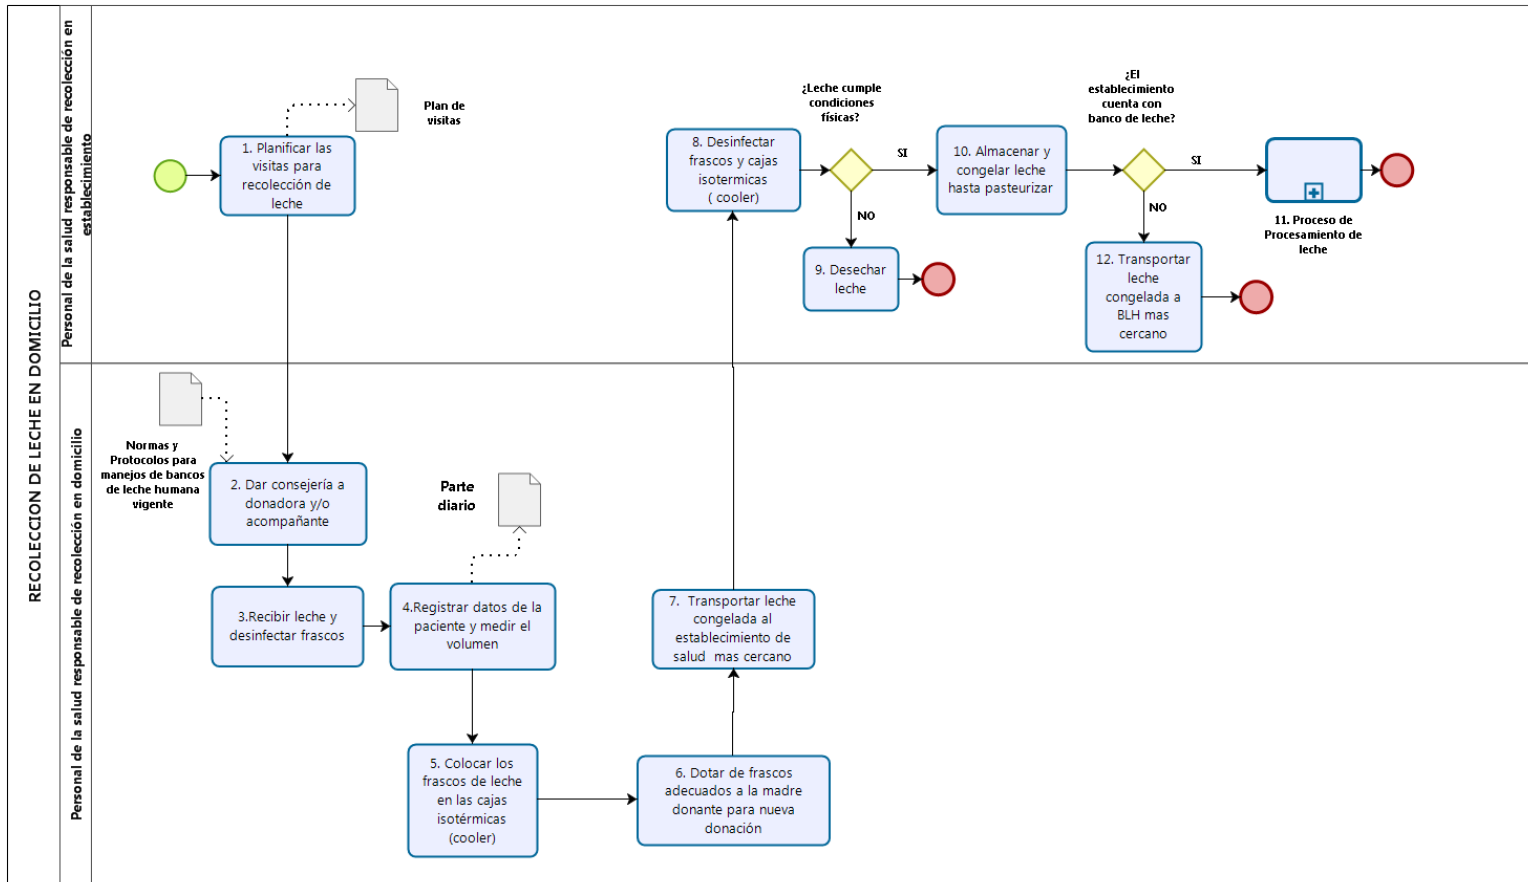 RECOLECCION DE LECHE EN DOMICILIO
Personal de la salud responsable de recolección en
establecimiento
Plan de
visitas
1. Planificar las
visitas para
recolección de
leche
8. Desinfectar
frascos y cajas
isotermicas
( cooler)
¿Leche cumple
condiciones
físicas?
SI
NO
9. Desechar
leche
10. Almacenar y
congelar leche
hasta pasteurizar
¿El
establecimiento
cuenta con
banco de leche?
SI
NO
11. Proceso de
Procesamiento de
leche
12. Transportar
leche
congelada a
BLH mas
cercano
Personal de la salud responsable de recolección en domicilio
Normas y
Protocolos para
manejos de bancos
de leche humana
vigente
2. Dar consejería a
donadora y/o
acompañante
3.Recibir leche y
desinfectar frascos
Parte
diario
4.Registrar datos de la
paciente y medir el
volumen
5. Colocar los
frascos de leche
en las cajas
isotérmicas
(cooler)
6. Dotar de frascos
adecuados a la madre
donante para nueva
donación
7. Transportar leche
congelada al
establecimiento de
salud mas cercano